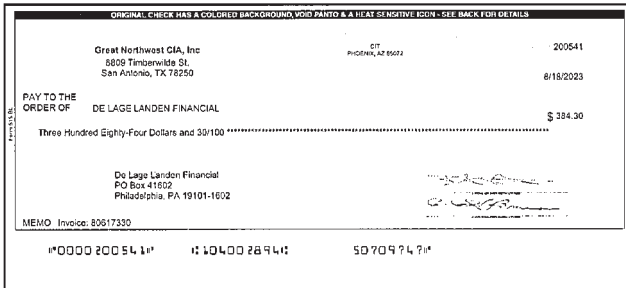 ORIGINAL CHECK HAS A COLORED BACKGROUND, VOID PANTO & A HEAT SENSITIVE ICON - SEE BACK FOR DETAILS
Great Northwest CIA, Inc
6809 Timberwilde St.
San Antonio, TX 78250
CIT
PHOENIX, AZ 85072
200541
8/18/2023
PAY TO THE
ORDER OF DE LAGE LANDEN FINANCIAL
$ 384.30
Three Hundred Eighty-Four Dollars and 30/100
De Lage Landen Financial
PO Box 41602
Philadelphia, PA 19101-1602
MEMO Invoice: 80617330
⑈0000200541⑈ ⑆104002894⑆ 50709747⑈